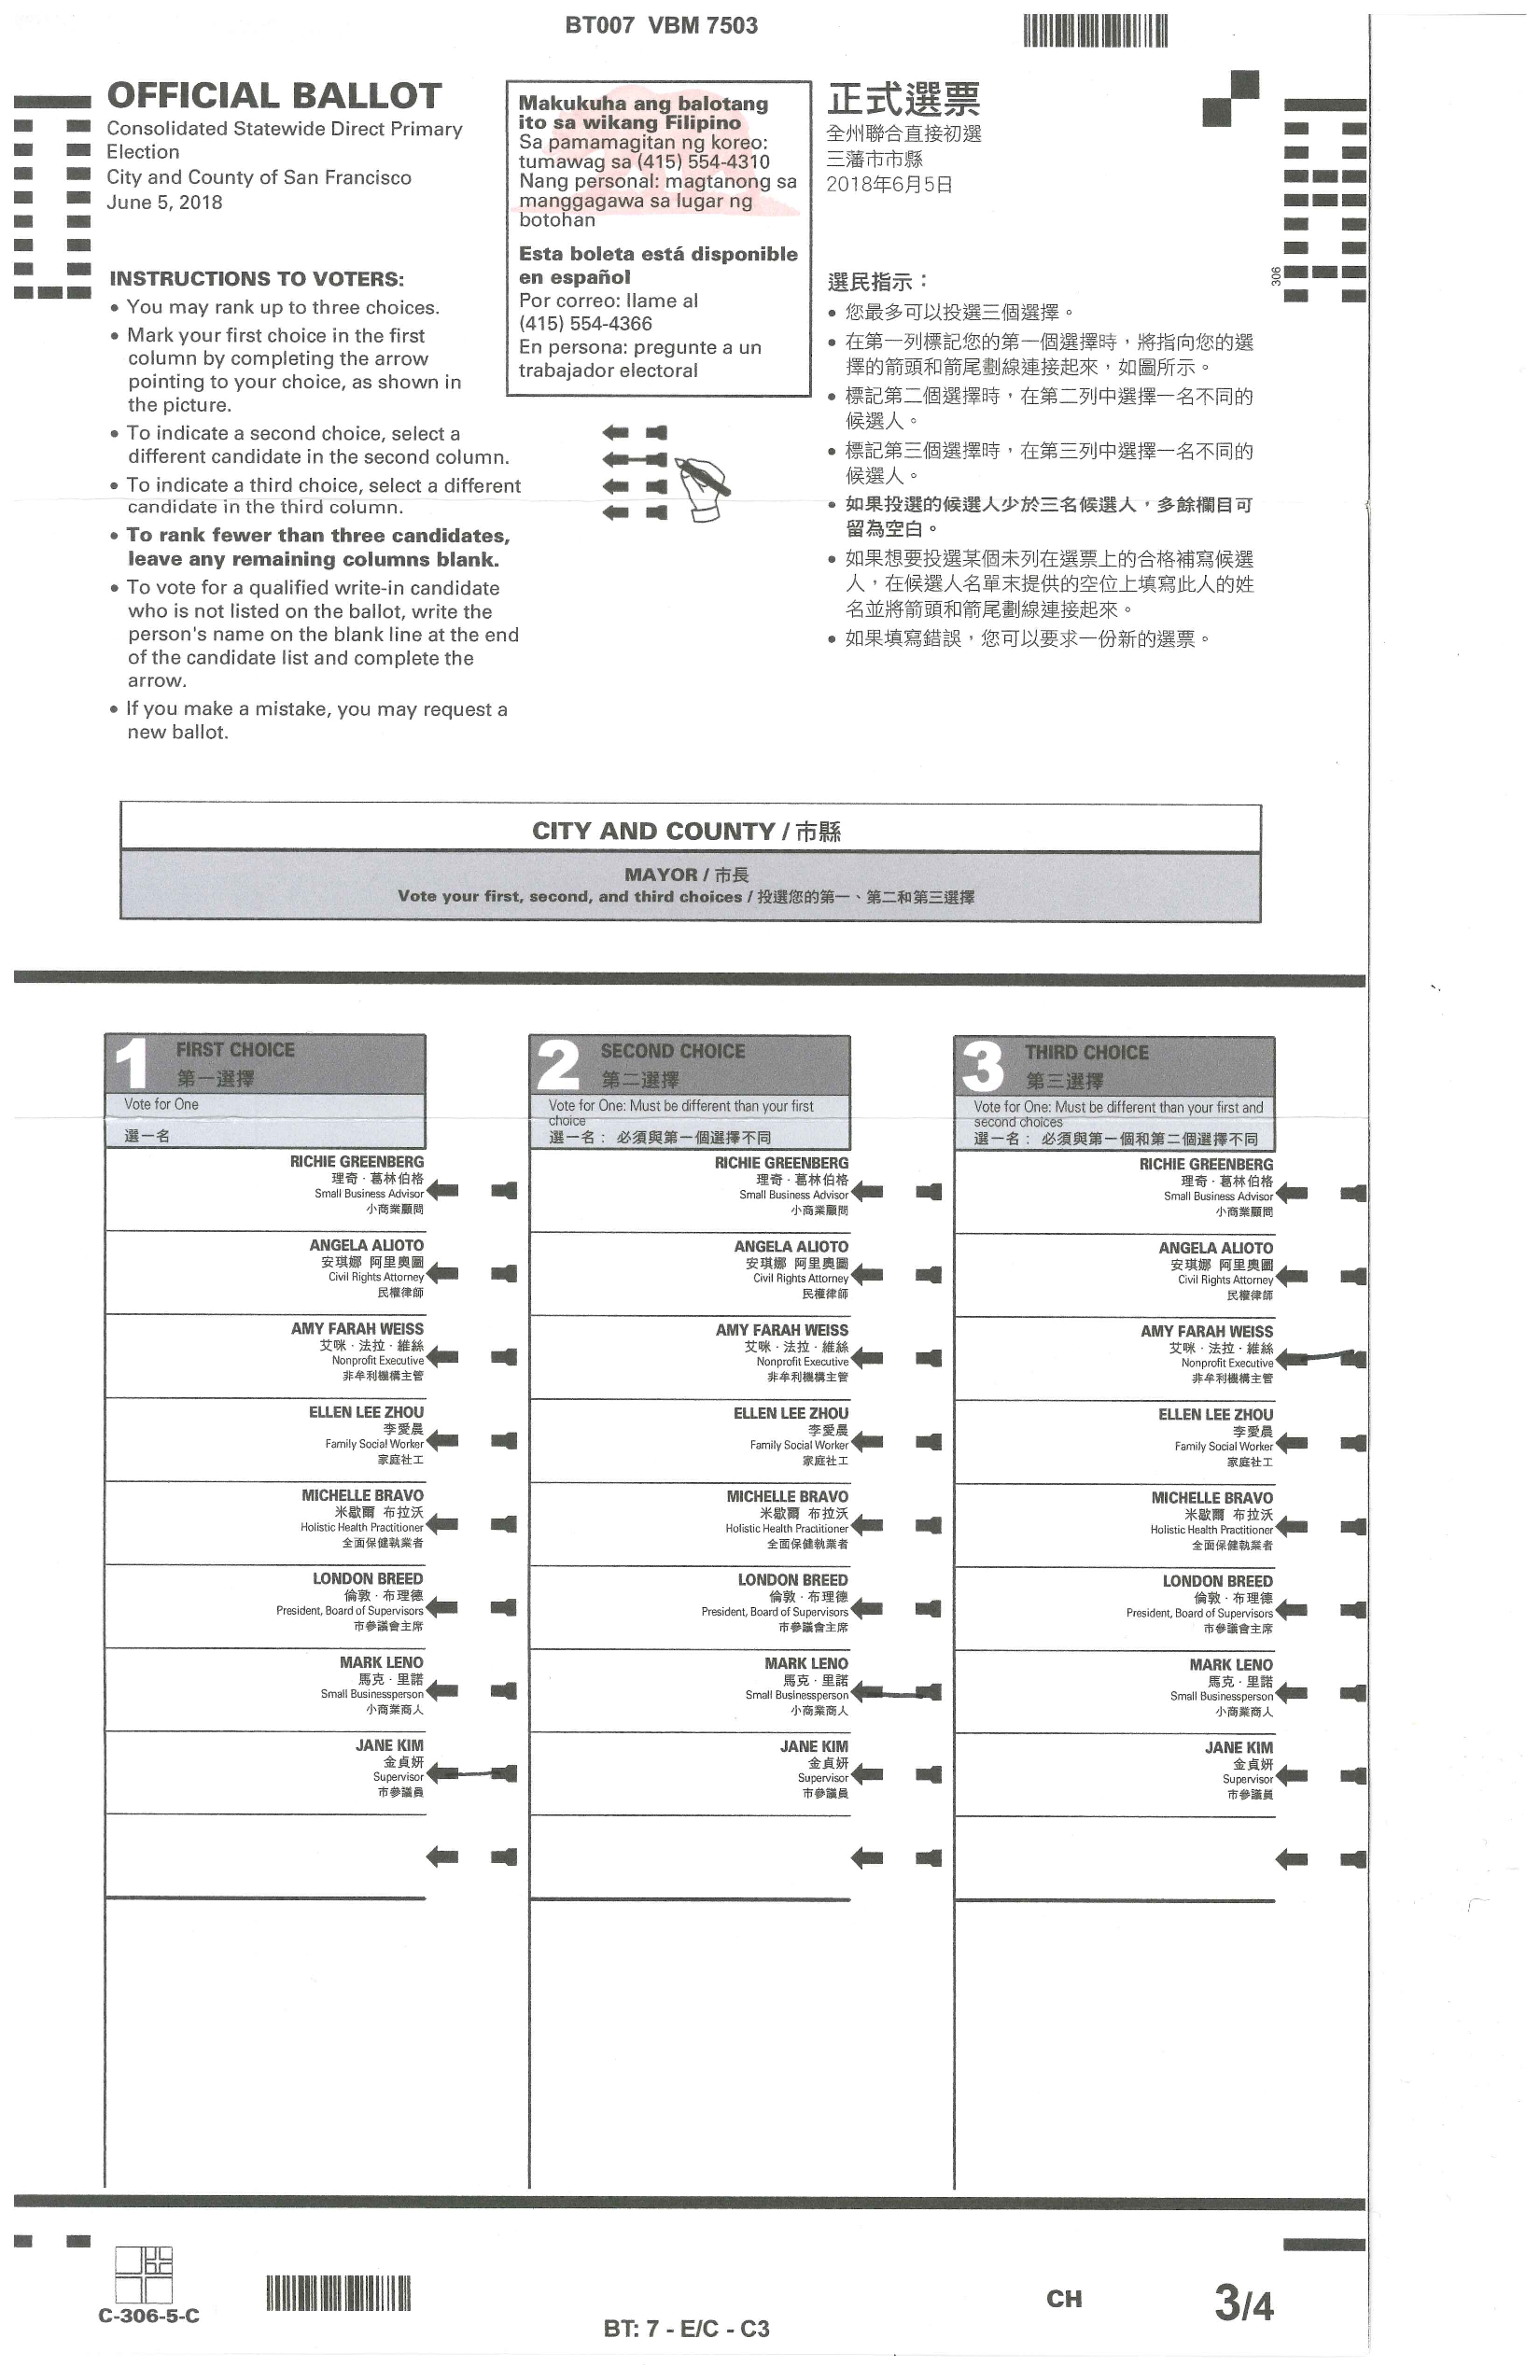 BT007 VBM 7503
OFFICIAL BALLOT
Consolidated Statewide Direct Primary
Election
City and County of San Francisco
June 5, 2018
Makukuha ang balotang
ito sa wikang Filipino
Sa pamamagitan ng koreo:
tumawag sa (415) 554-4310
Nang personal: magtanong sa
manggagawa sa lugar ng
botohan
Esta boleta está disponible
en español
Por correo: llame al
(415) 554-4366
En persona: pregunte a un
trabajador electoral
正式選票
全州聯合直接初選
三藩市市縣
2018年6月5日
306
INSTRUCTIONS TO VOTERS:
• You may rank up to three choices.
• Mark your first choice in the first
column by completing the arrow
pointing to your choice, as shown in
the picture.
• To indicate a second choice, select a
different candidate in the second column.
• To indicate a third choice, select a different
candidate in the third column.
• To rank fewer than three candidates,
leave any remaining columns blank.
• To vote for a qualified write-in candidate
who is not listed on the ballot, write the
person's name on the blank line at the end
of the candidate list and complete the
arrow.
• If you make a mistake, you may request a
new ballot.
選民指示：
• 您最多可以投選三個選擇。
• 在第一列標記您的第一個選擇時，將指向您的選
擇的箭頭和箭尾劃線連接起來，如圖所示。
• 標記第二個選擇時，在第二列中選擇一名不同的
候選人。
• 標記第三個選擇時，在第三列中選擇一名不同的
候選人。
• 如果投選的候選人少於三名候選人，多餘欄目可
留為空白。
• 如果想要投選某個未列在選票上的合格補寫候選
人，在候選人名單末提供的空位上填寫此人的姓
名並將箭頭和箭尾劃線連接起來。
• 如果填寫錯誤，您可以要求一份新的選票。
CITY AND COUNTY / 市縣
MAYOR / 市長
Vote your first, second, and third choices / 投選您的第一、第二和第三選擇
1 FIRST CHOICE
第一選擇
Vote for One
選一名
RICHIE GREENBERG
理奇 · 葛林伯格
Small Business Advisor
小商業顧問
ANGELA ALIOTO
安琪娜 阿里奧圖
Civil Rights Attorney
民權律師
AMY FARAH WEISS
艾咪 · 法拉 · 維絲
Nonprofit Executive
非牟利機構主管
ELLEN LEE ZHOU
李愛晨
Family Social Worker
家庭社工
MICHELLE BRAVO
米歇爾 布拉沃
Holistic Health Practitioner
全面保健執業者
LONDON BREED
倫敦 · 布理德
President, Board of Supervisors
市參議會主席
MARK LENO
馬克 · 里諾
Small Businessperson
小商業商人
JANE KIM
金貞妍
Supervisor
市參議員
2 SECOND CHOICE
第二選擇
Vote for One: Must be different than your first
choice
選一名： 必須與第一個選擇不同
RICHIE GREENBERG
理奇 · 葛林伯格
Small Business Advisor
小商業顧問
ANGELA ALIOTO
安琪娜 阿里奧圖
Civil Rights Attorney
民權律師
AMY FARAH WEISS
艾咪 · 法拉 · 維絲
Nonprofit Executive
非牟利機構主管
ELLEN LEE ZHOU
李愛晨
Family Social Worker
家庭社工
MICHELLE BRAVO
米歇爾 布拉沃
Holistic Health Practitioner
全面保健執業者
LONDON BREED
倫敦 · 布理德
President, Board of Supervisors
市參議會主席
MARK LENO
馬克 · 里諾
Small Businessperson
小商業商人
JANE KIM
金貞妍
Supervisor
市參議員
3 THIRD CHOICE
第三選擇
Vote for One: Must be different than your first and
second choices
選一名： 必須與第一個和第二個選擇不同
RICHIE GREENBERG
理奇 · 葛林伯格
Small Business Advisor
小商業顧問
ANGELA ALIOTO
安琪娜 阿里奧圖
Civil Rights Attorney
民權律師
AMY FARAH WEISS
艾咪 · 法拉 · 維絲
Nonprofit Executive
非牟利機構主管
ELLEN LEE ZHOU
李愛晨
Family Social Worker
家庭社工
MICHELLE BRAVO
米歇爾 布拉沃
Holistic Health Practitioner
全面保健執業者
LONDON BREED
倫敦 · 布理德
President, Board of Supervisors
市參議會主席
MARK LENO
馬克 · 里諾
Small Businessperson
小商業商人
JANE KIM
金貞妍
Supervisor
市參議員
C-306-5-C
BT: 7 - E/C - C3
CH
3/4